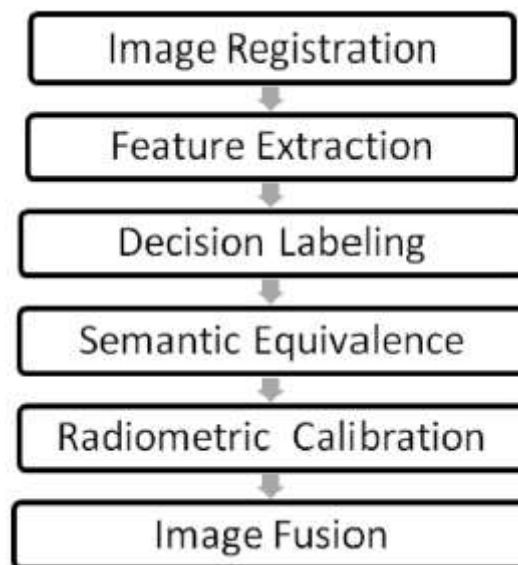 Image Registration
Feature Extraction
Decision Labeling
Semantic Equivalence
Radiometric Calibration
Image Fusion